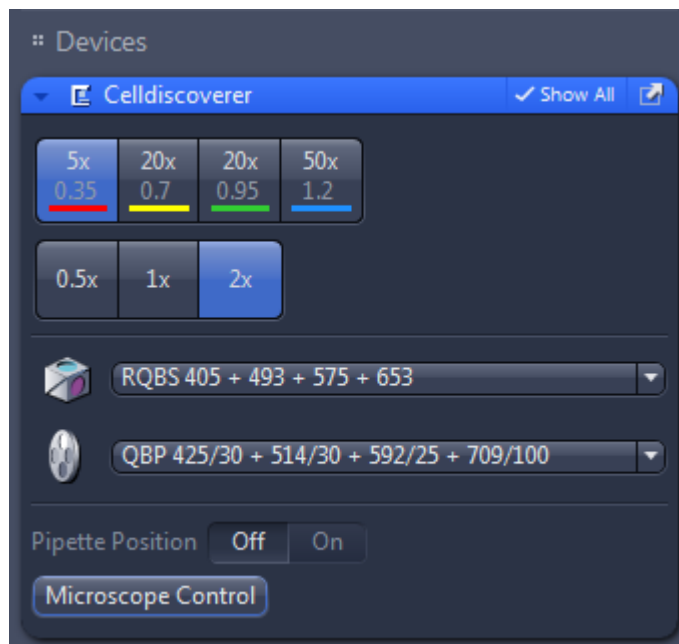 Devices
Celldiscoverer Show All
5x 20x 20x 50x
0.35 0.7 0.95 1.2
0.5x 1x 2x
RQBS 405 + 493 + 575 + 653
QBP 425/30 + 514/30 + 592/25 + 709/100
Pipette Position Off On
Microscope Control